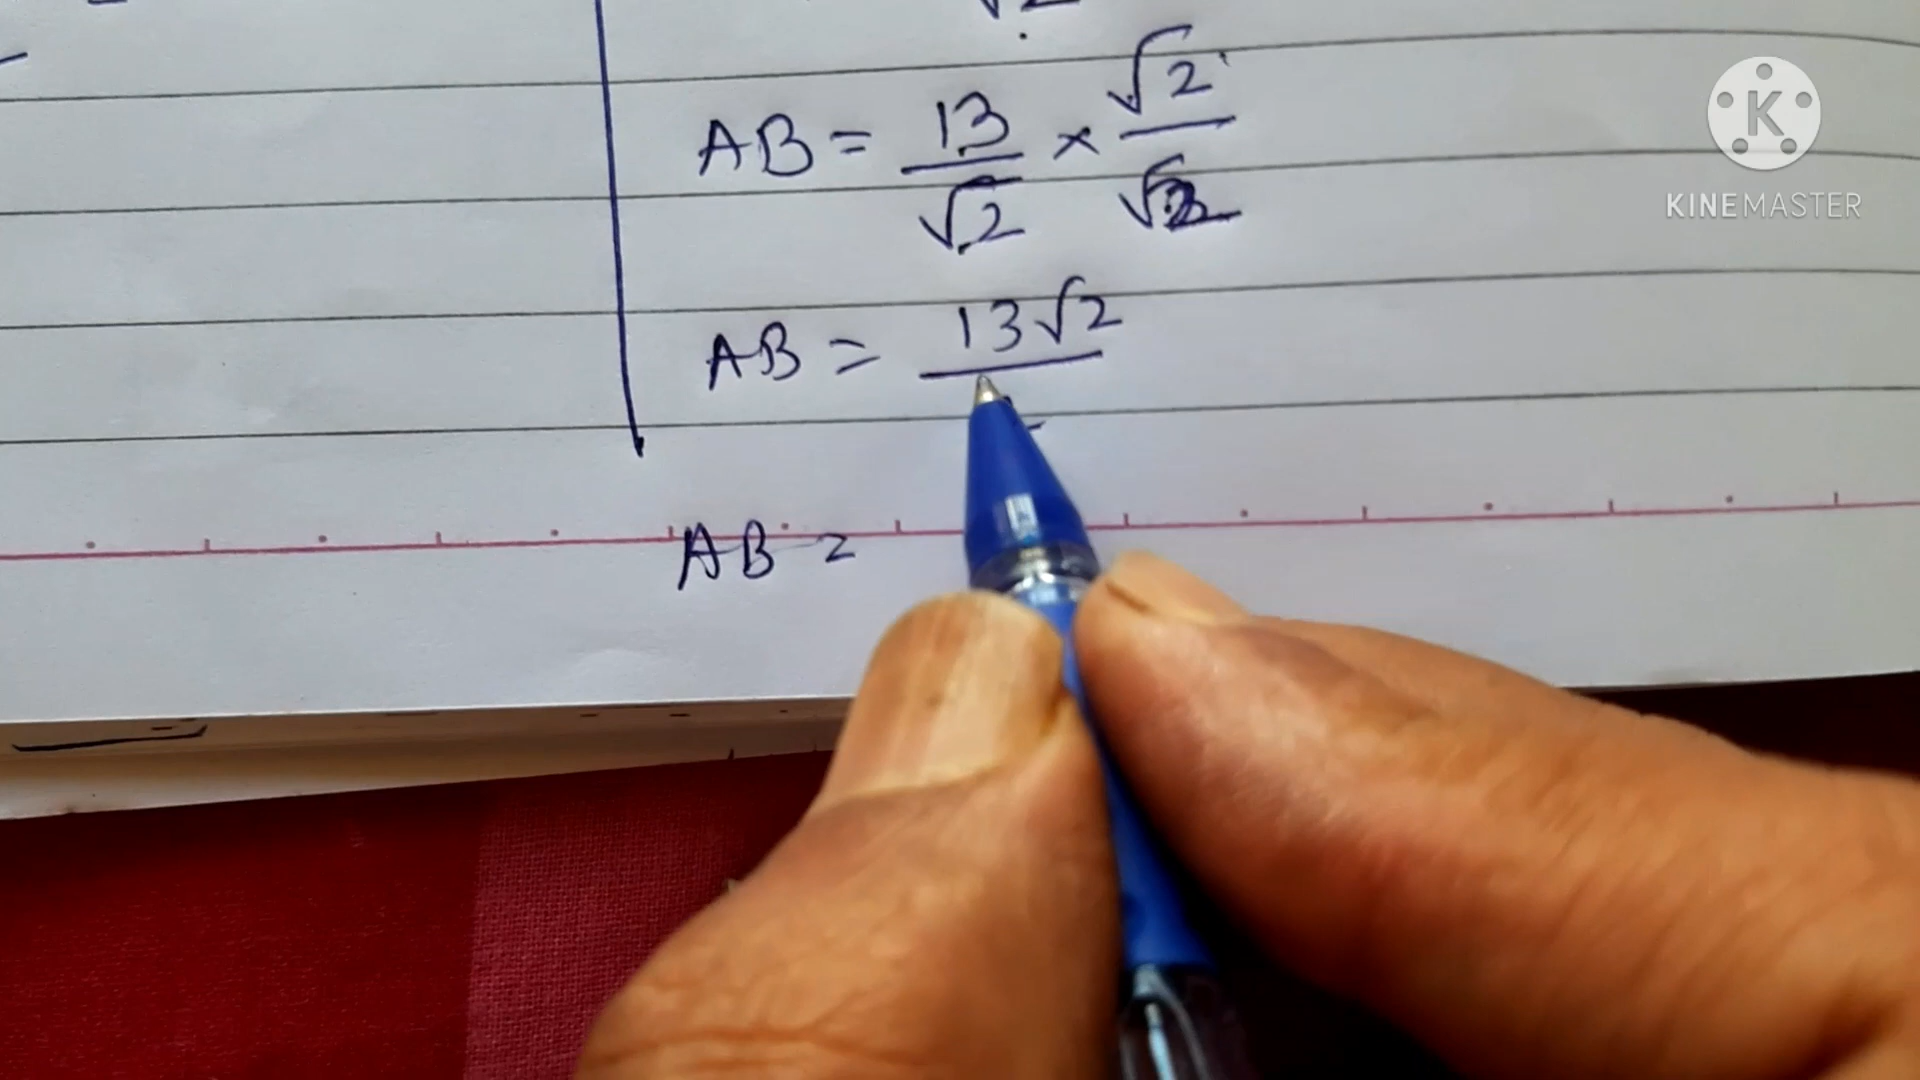 AB = 13/√2 × √2/√2
AB = 13√2
AB =
K
KINEMASTER